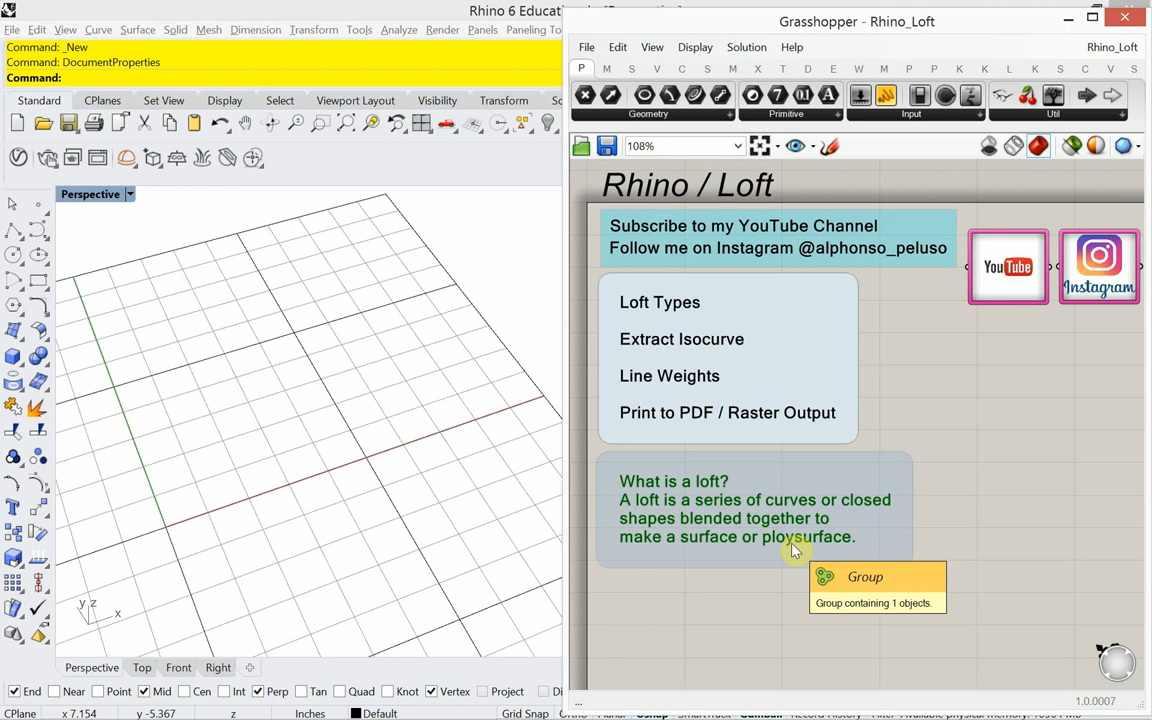 Rhino 6 Educati
File Edit View Curve Surface Solid Mesh Dimension Transform Tools Analyze Render Panels Paneling To
Command: _New
Command: DocumentProperties
Command:
Standard CPlanes Set View Display Select Viewport Layout Visibility Transform
Perspective
y z x
Perspective Top Front Right
End Near Point Mid Cen Int Perp Tan Quad Knot Vertex Project
CPlane x 7.154 y -5.367 z Inches Default Grid Snap
Grasshopper - Rhino_Loft
File Edit View Display Solution Help Rhino_Loft
P M S V C S M X T D E W M P P K K L K S C V S
Geometry Primitive Input Util
108%
Rhino / Loft
Subscribe to my YouTube Channel
Follow me on Instagram @alphonso_peluso
YouTube
Instagram
Loft Types
Extract Isocurve
Line Weights
Print to PDF / Raster Output
What is a loft?
A loft is a series of curves or closed
shapes blended together to
make a surface or ploysurface.
Group
Group containing 1 objects.
... 1.0.0007